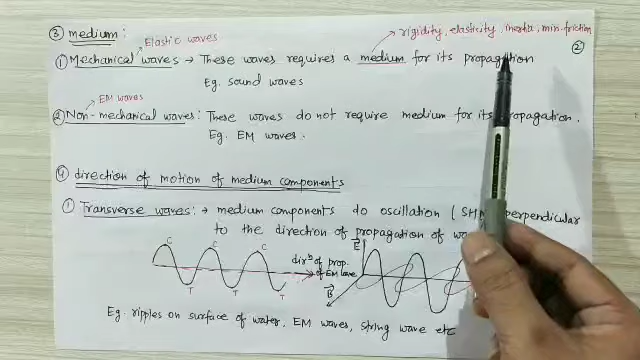 ③ medium:
Elastic waves
rigidity, elasticity, inertia, min. friction
②
① Mechanical waves → These waves requires a medium for its propagation
Eg. Sound waves
EM waves
② Non-mechanical waves: These waves do not require medium for its propagation.
Eg. EM waves.
④ direction of motion of medium components
① Transverse waves: → medium components do oscillation (SHM) perpendicular
to the direction of propagation of
C C C
T T T
dirⁿ of prop.
of EM wave
E
B
Eg. ripples on surface of water, EM waves, string wave etc